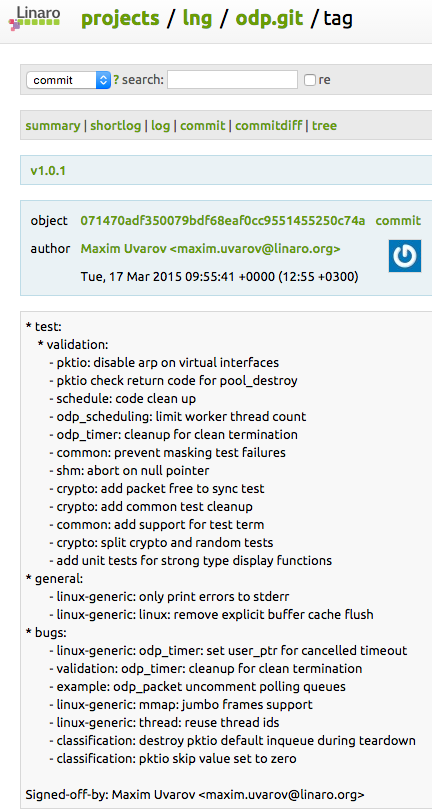 Linaro
projects / lng / odp.git / tag
commit ? search: re
summary | shortlog | log | commit | commitdiff | tree
v1.0.1
object 071470adf350079bdf68eaf0cc9551455250c74a commit
author Maxim Uvarov <maxim.uvarov@linaro.org>
Tue, 17 Mar 2015 09:55:41 +0000 (12:55 +0300)
* test:
* validation:
- pktio: disable arp on virtual interfaces
- pktio check return code for pool_destroy
- schedule: code clean up
- odp_scheduling: limit worker thread count
- odp_timer: cleanup for clean termination
- common: prevent masking test failures
- shm: abort on null pointer
- crypto: add packet free to sync test
- crypto: add common test cleanup
- common: add support for test term
- crypto: split crypto and random tests
- add unit tests for strong type display functions
* general:
- linux-generic: only print errors to stderr
- linux-generic: linux: remove explicit buffer cache flush
* bugs:
- linux-generic: odp_timer: set user_ptr for cancelled timeout
- validation: odp_timer: cleanup for clean termination
- example: odp_packet uncomment polling queues
- linux-generic: mmap: jumbo frames support
- linux-generic: thread: reuse thread ids
- classification: destroy pktio default inqueue during teardown
- classification: pktio skip value set to zero
Signed-off-by: Maxim Uvarov <maxim.uvarov@linaro.org>